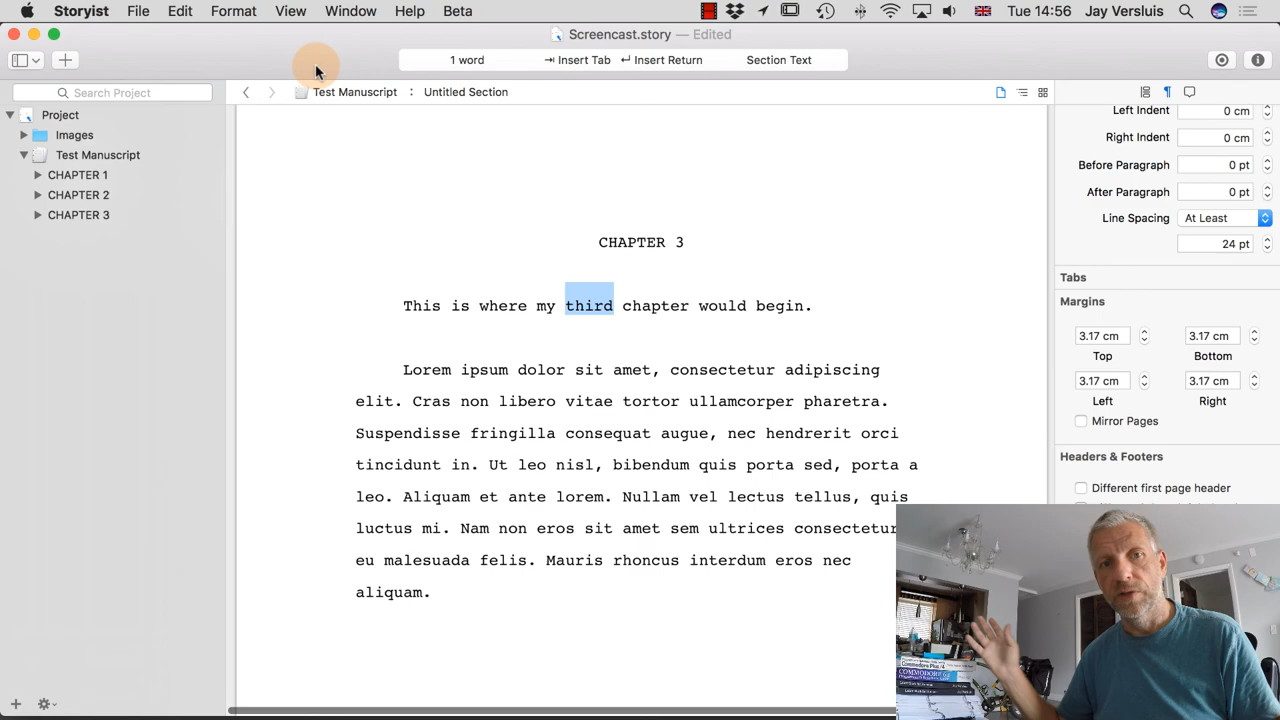 Storyist File Edit Format View Window Help Beta Tue 14:56 Jay Versluis
Screencast.story — Edited
1 word Insert Tab Insert Return Section Text
Search Project
Test Manuscript : Untitled Section
Project
Images
Test Manuscript
CHAPTER 1
CHAPTER 2
CHAPTER 3
CHAPTER 3
This is where my third chapter would begin.
Lorem ipsum dolor sit amet, consectetur adipiscing
elit. Cras non libero vitae tortor ullamcorper pharetra.
Suspendisse fringilla consequat augue, nec hendrerit orci
tincidunt in. Ut leo nisl, bibendum quis porta sed, porta a
leo. Aliquam et ante lorem. Nullam vel lectus tellus, quis
luctus mi. Nam non eros sit amet sem ultrices consectetur
eu malesuada felis. Mauris rhoncus interdum eros nec
aliquam.
Left Indent 0 cm
Right Indent 0 cm
Before Paragraph 0 pt
After Paragraph 0 pt
Line Spacing At Least
24 pt
Tabs
Margins
3.17 cm 3.17 cm
Top Bottom
3.17 cm 3.17 cm
Left Right
Mirror Pages
Headers & Footers
Different first page header
Commodore Plus/4
COMMODORE 64